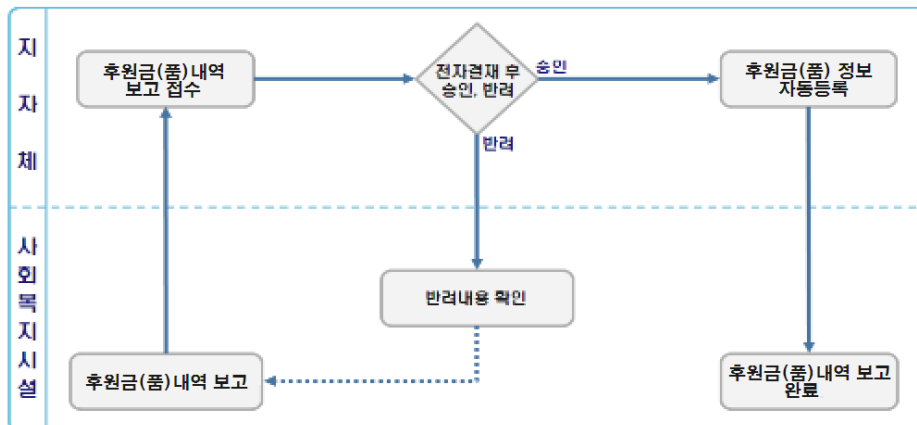 지자체
후원금(품)내역
보고 접수
전자결재 후
승인, 반려
승인
후원금(품) 정보
자동등록
반려
사회복지시설
반려내용 확인
후원금(품)내역 보고
후원금(품)내역 보고
완료